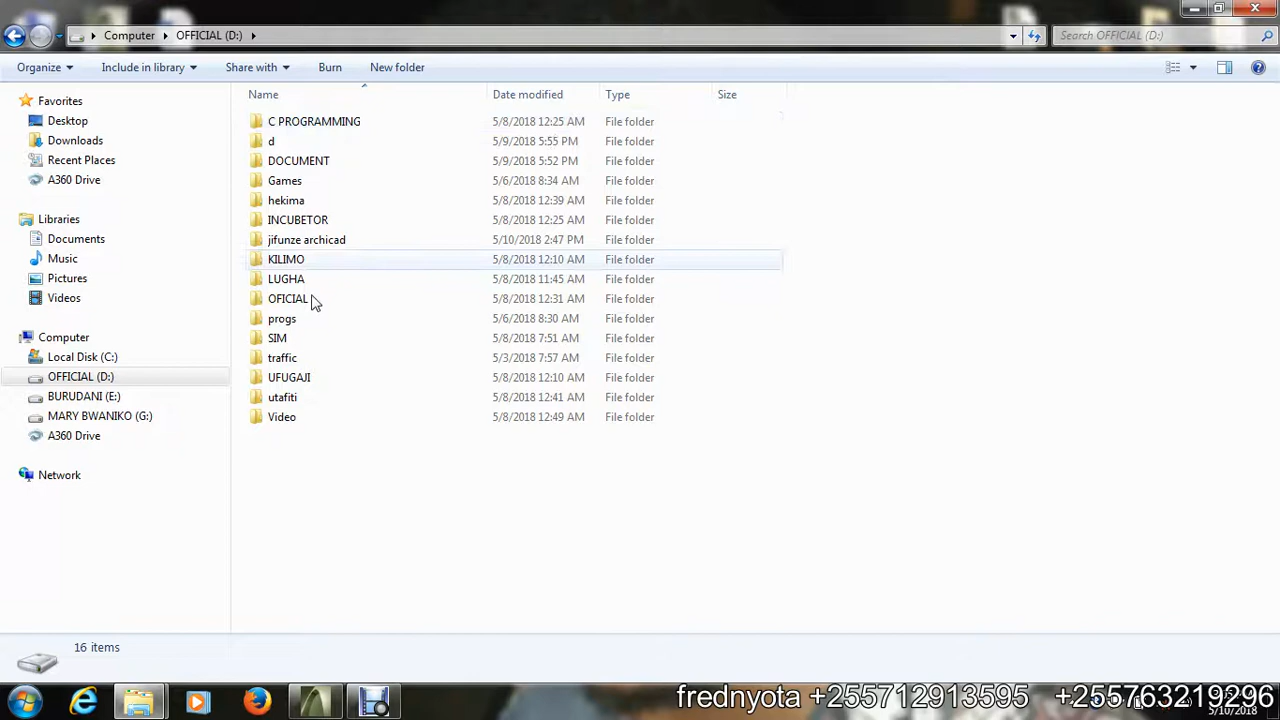 Computer
OFFICIAL (D:)
Search OFFICIAL (D:)
Organize
Include in library
Share with
Burn
New folder
Name
Date modified
Type
Size
Favorites
Desktop
Downloads
Recent Places
A360 Drive
Libraries
Documents
Music
Pictures
Videos
Computer
Local Disk (C:)
OFFICIAL (D:)
BURUDANI (E:)
MARY BWANIKO (G:)
A360 Drive
Network
C PROGRAMMING 5/8/2018 12:25 AM File folder
d 5/9/2018 5:55 PM File folder
DOCUMENT 5/9/2018 5:52 PM File folder
Games 5/6/2018 8:34 AM File folder
hekima 5/8/2018 12:39 AM File folder
INCUBETOR 5/8/2018 12:25 AM File folder
jifunze archicad 5/10/2018 2:47 PM File folder
KILIMO 5/8/2018 12:10 AM File folder
LUGHA 5/8/2018 11:45 AM File folder
OFICIAL 5/8/2018 12:31 AM File folder
progs 5/6/2018 8:30 AM File folder
SIM 5/8/2018 7:51 AM File folder
traffic 5/3/2018 7:57 AM File folder
UFUGAJI 5/8/2018 12:10 AM File folder
utafiti 5/8/2018 12:41 AM File folder
Video 5/8/2018 12:49 AM File folder
16 items
frednyota +255712913595 +255763219296
5/10/2018